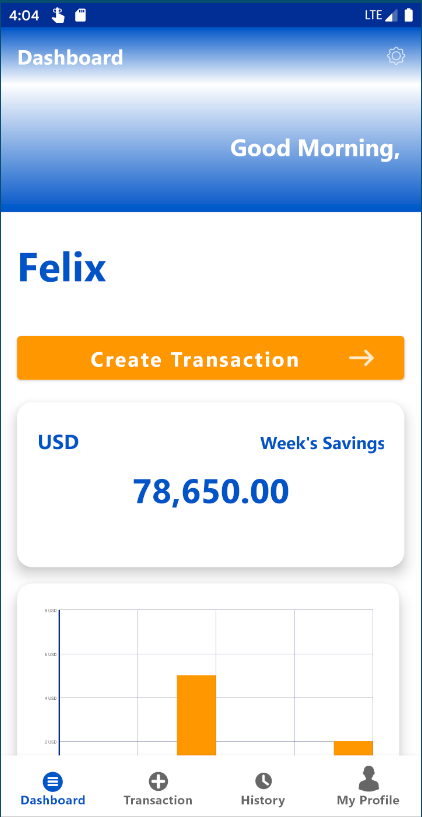 4:04 LTE
Dashboard
Good Morning,
Felix
Create Transaction
USD Week's Savings
78,650.00
8 USD
6 USD
4 USD
2 USD
Dashboard Transaction History My Profile